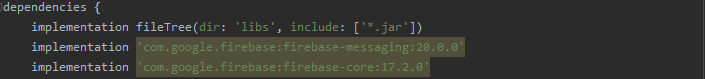 dependencies {
implementation fileTree(dir: 'libs', include: ['*.jar'])
implementation 'com.google.firebase:firebase-messaging:20.0.0'
implementation 'com.google.firebase:firebase-core:17.2.0'